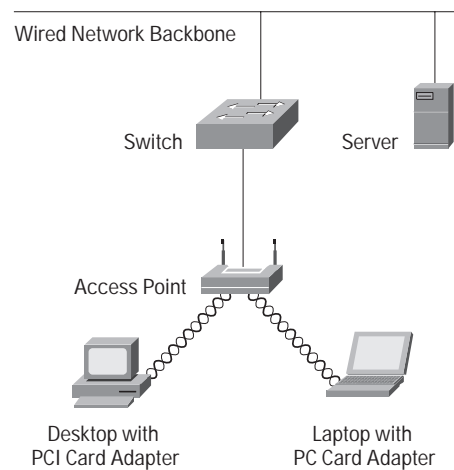 Wired Network Backbone
Switch
Server
Access Point
Desktop with
PCI Card Adapter
Laptop with
PC Card Adapter